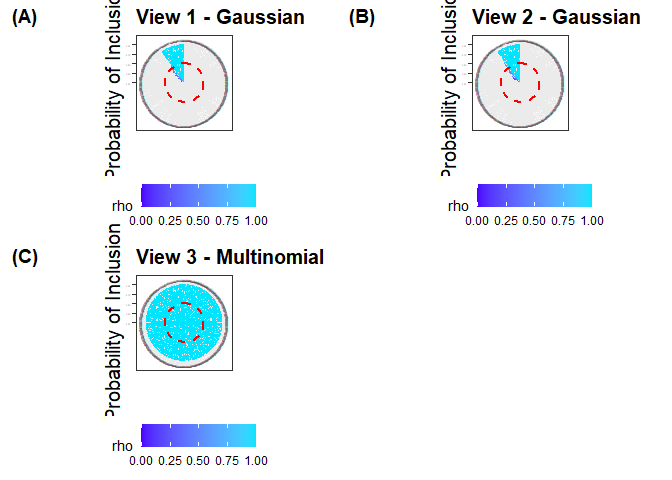 (A)
View 1 - Gaussian
Probability of Inclusion
rho
0.00 0.25 0.50 0.75 1.00
(B)
View 2 - Gaussian
Probability of Inclusion
rho
0.00 0.25 0.50 0.75 1.00
(C)
View 3 - Multinomial
Probability of Inclusion
rho
0.00 0.25 0.50 0.75 1.00